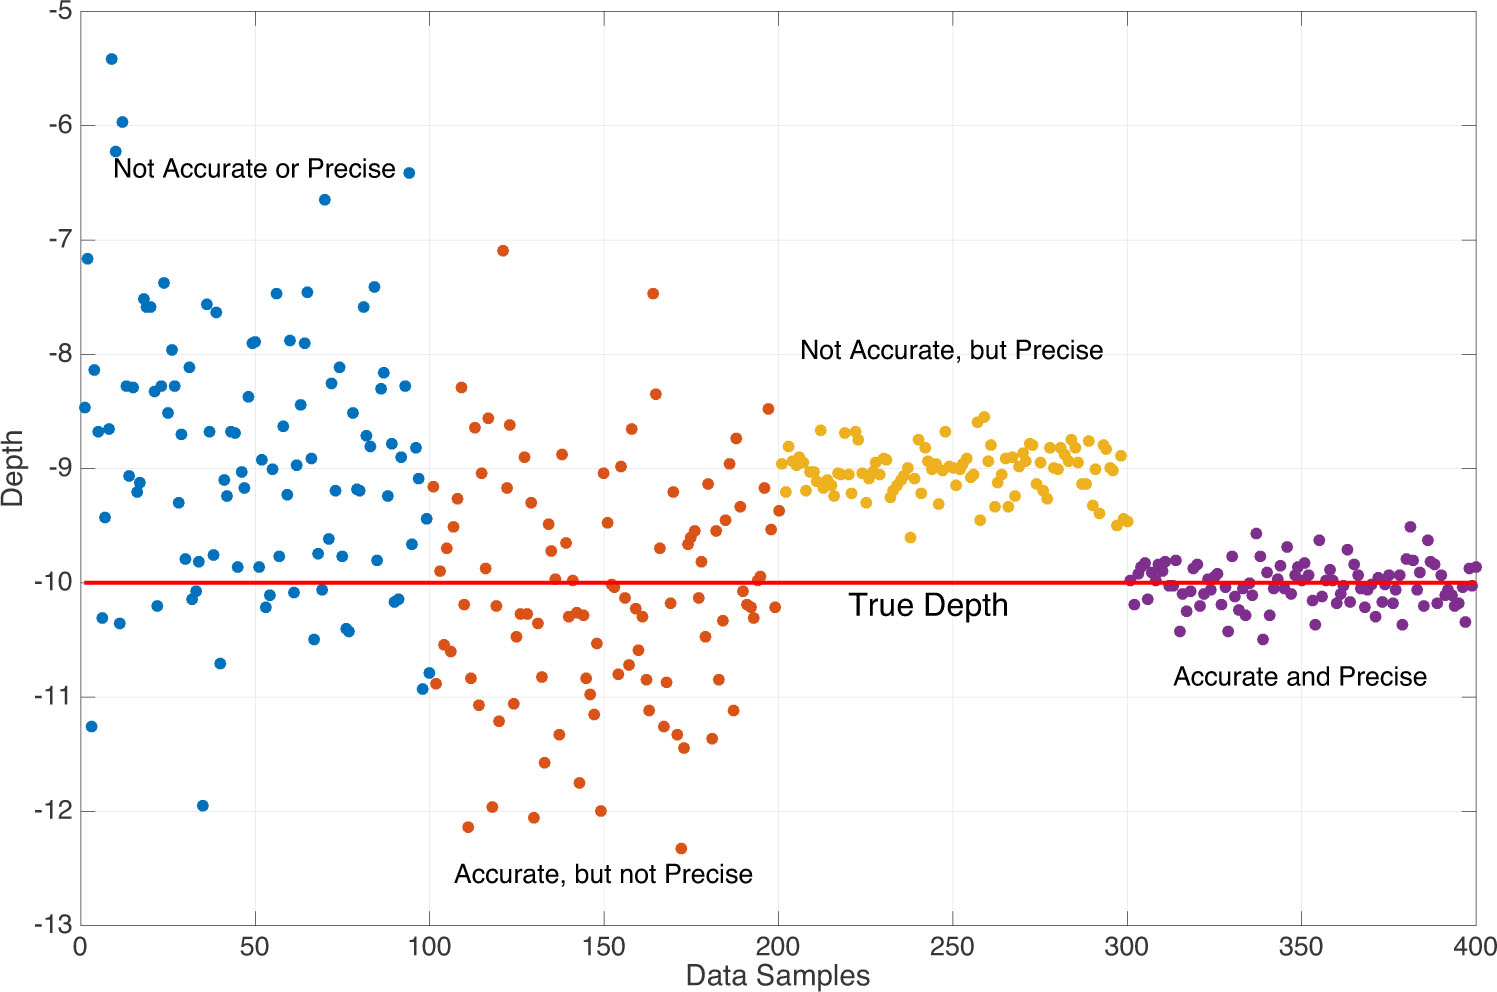 -5
-6
Not Accurate or Precise
-7
-8
Not Accurate, but Precise
-9
Depth
-10
True Depth
Accurate and Precise
-11
-12
Accurate, but not Precise
-13
0 50 100 150 200 250 300 350 400
Data Samples